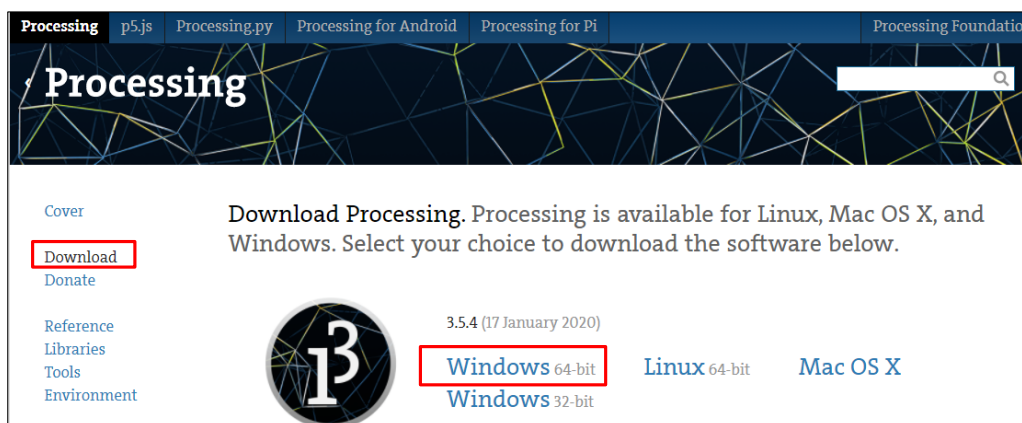 Processing p5.js Processing.py Processing for Android Processing for Pi Processing Foundatio
Processing
Cover
Download
Donate
Reference
Libraries
Tools
Environment
Download Processing. Processing is available for Linux, Mac OS X, and
Windows. Select your choice to download the software below.
3.5.4 (17 January 2020)
Windows 64-bit Linux 64-bit Mac OS X
Windows 32-bit